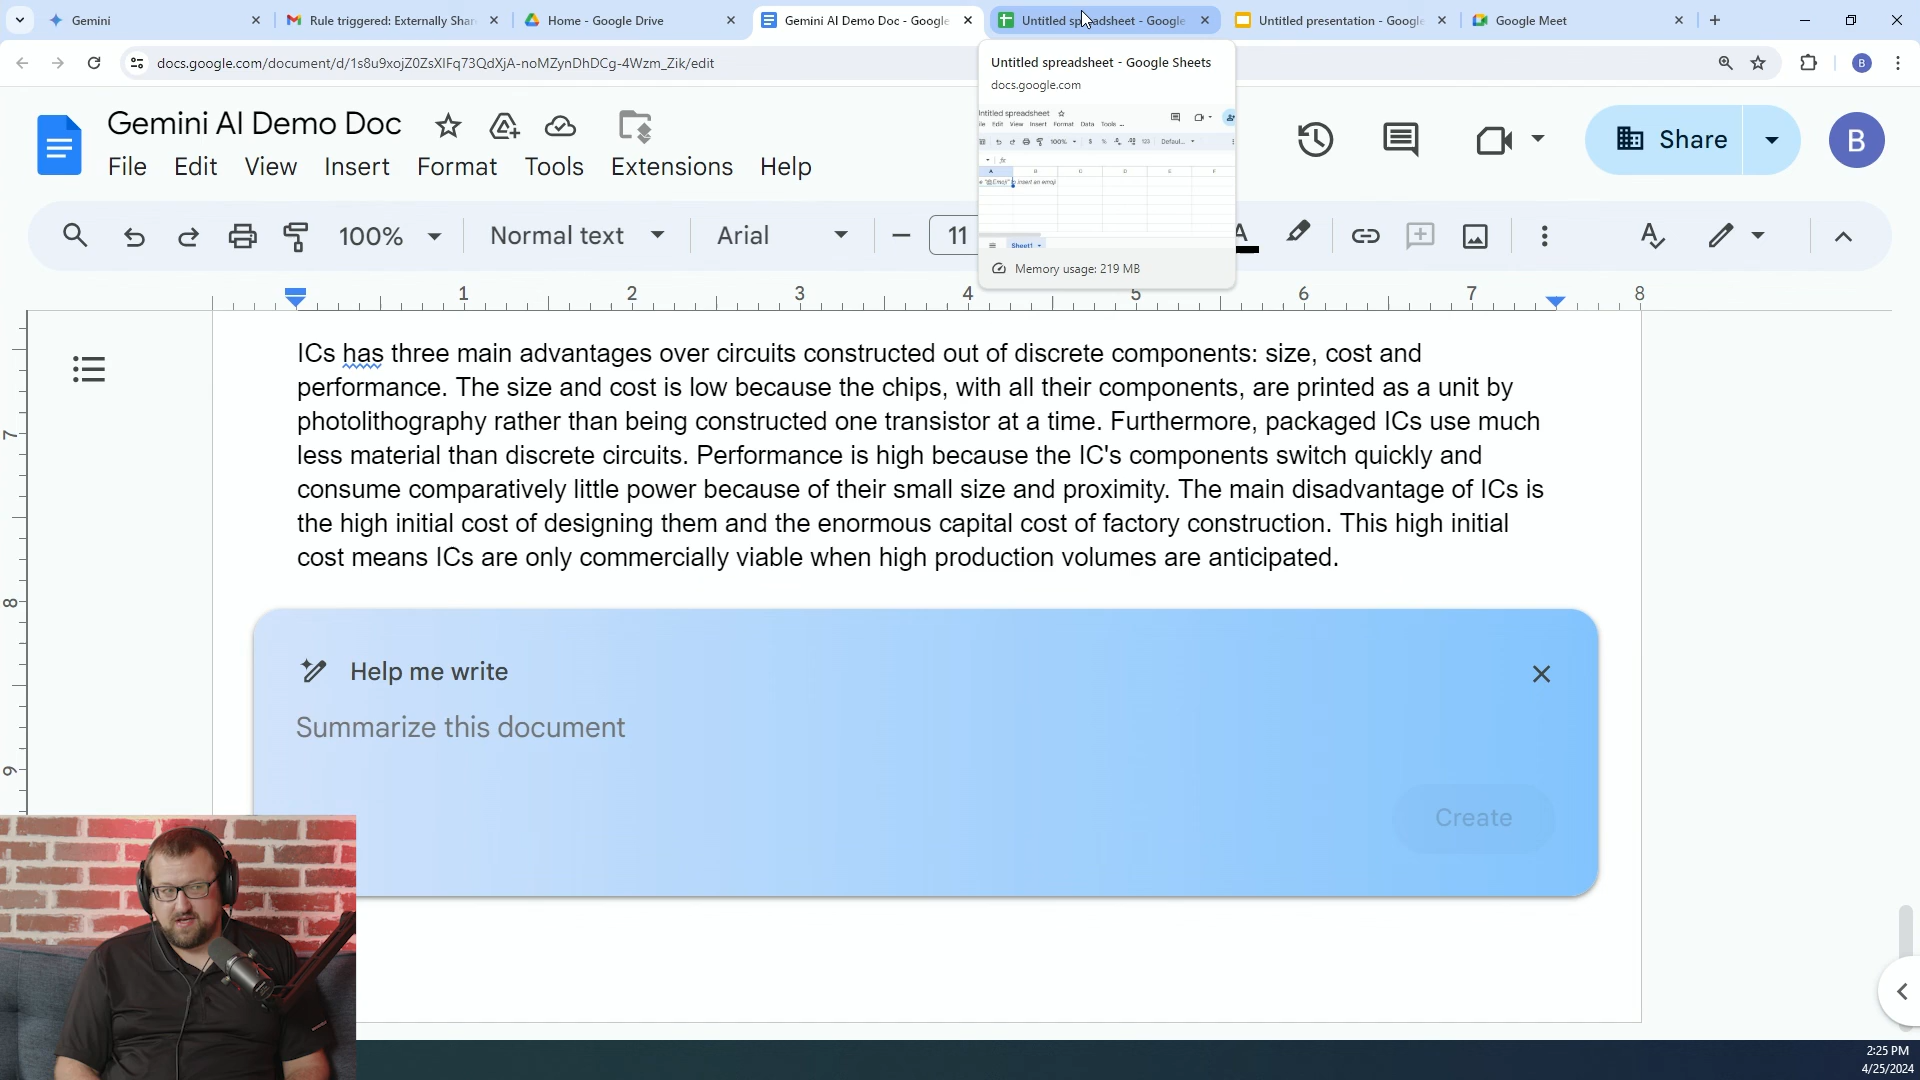 Gemini
Rule triggered: Externally Shar
Home - Google Drive
Gemini AI Demo Doc - Google
Untitled spreadsheet - Google
Untitled presentation - Google
Google Meet
docs.google.com/document/d/1s8u9xojZ0ZsXlFq73QdXjA-noMZynDhDCg-4Wzm_Zik/edit
B
Untitled spreadsheet - Google Sheets
docs.google.com
Gemini AI Demo Doc
File Edit View Insert Format Tools Extensions Help
Share
B
100%
Normal text
Arial
11
Sheet1
Memory usage: 219 MB
1 2 3 4 5 6 7 8
ICs has three main advantages over circuits constructed out of discrete components: size, cost and
performance. The size and cost is low because the chips, with all their components, are printed as a unit by
photolithography rather than being constructed one transistor at a time. Furthermore, packaged ICs use much
less material than discrete circuits. Performance is high because the IC's components switch quickly and
consume comparatively little power because of their small size and proximity. The main disadvantage of ICs is
the high initial cost of designing them and the enormous capital cost of factory construction. This high initial
cost means ICs are only commercially viable when high production volumes are anticipated.
7
8
9
Help me write
Summarize this document
Create
2:25 PM
4/25/2024